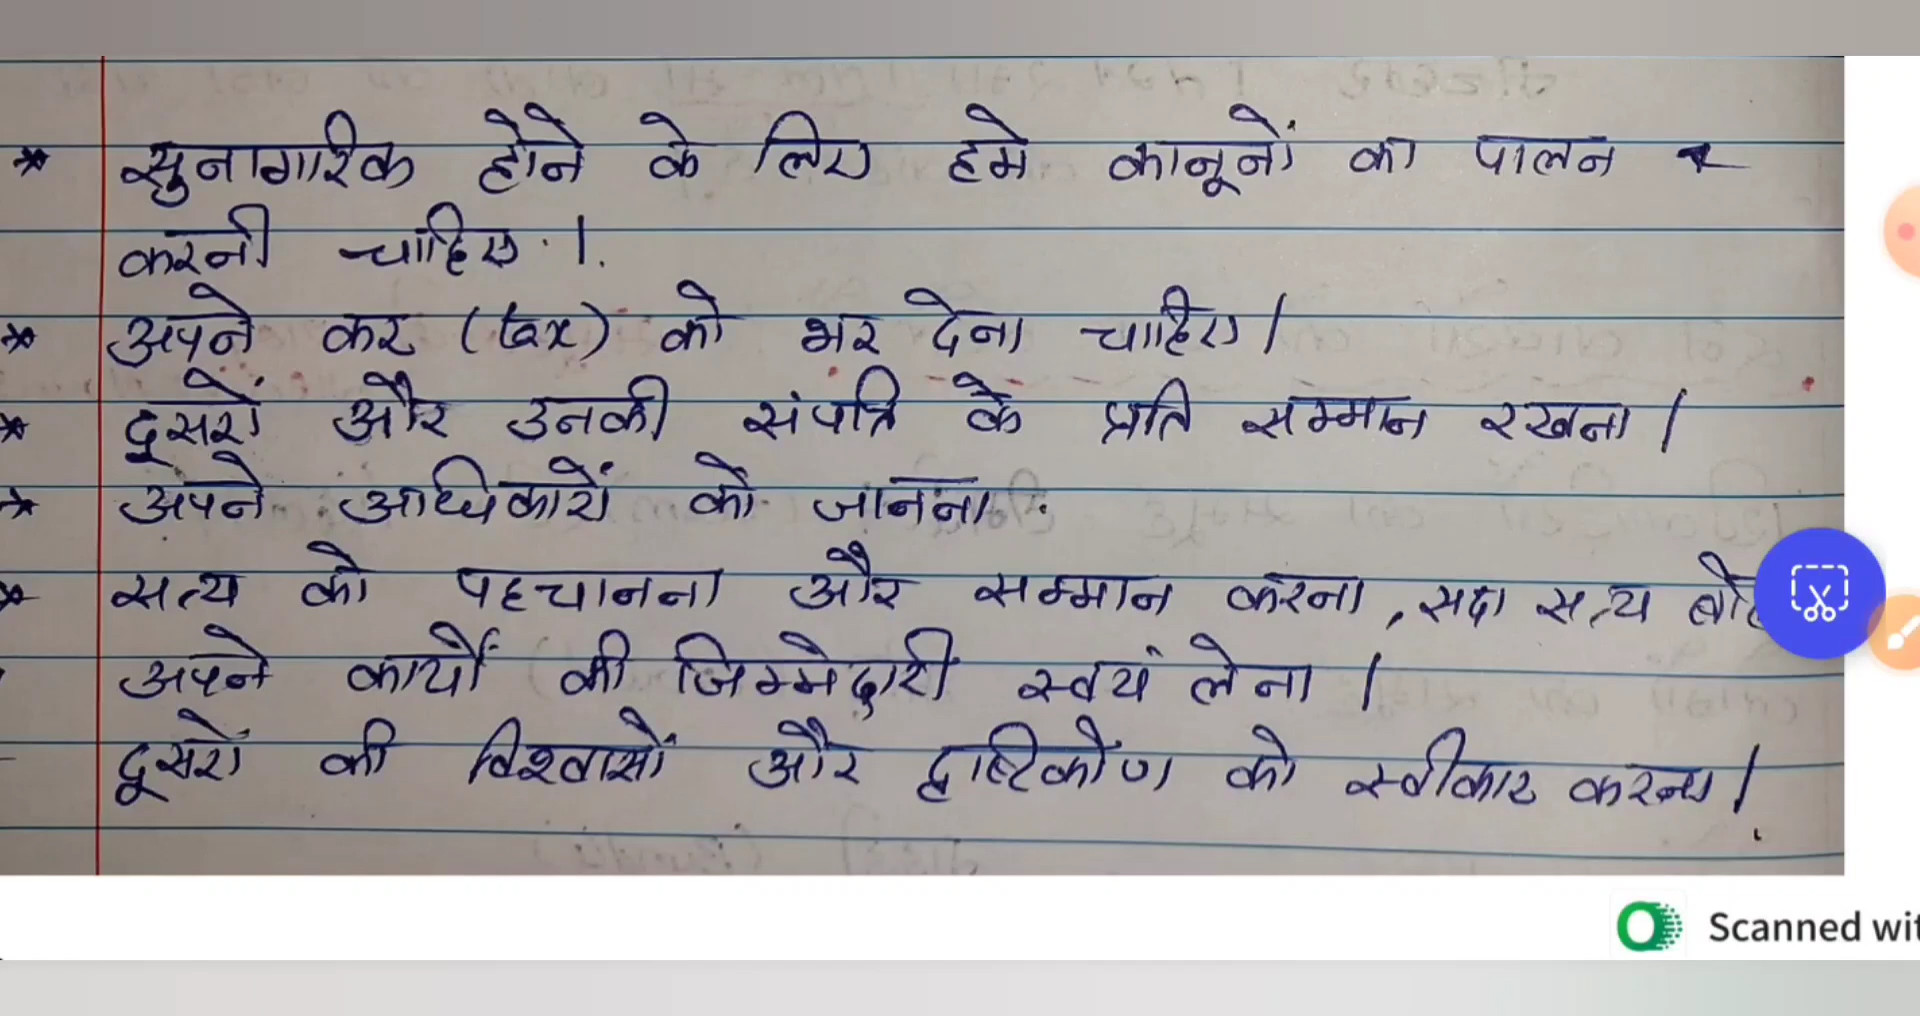 * सुनागरिक होने के लिए हमे कानूनों का पालन
करनी चाहिए ।
* अपने कर (tax) को भर देना चाहिए।
* दूसरों और उनकी संपत्ति के प्रति सम्मान रखना।
* अपने अधिकारों को जानना
* सत्य को पहचानना और सम्मान करना, सदा सत्य
अपने कार्यों की जिम्मेदारी स्वयं लेना ।
दूसरों की विश्वासों और दृष्टिकोण को स्वीकार करना।
Scanned